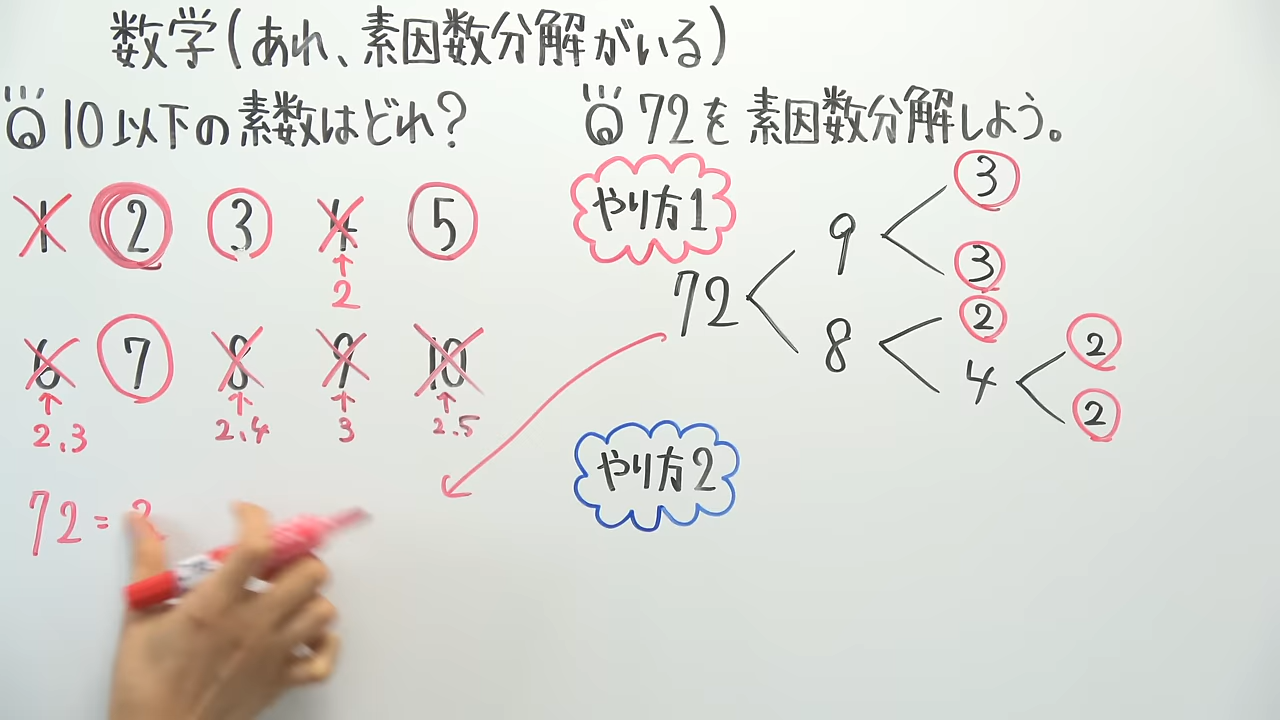 数学(あれ、素因数分解がいる)
10以下の素数はどれ?
1 2 3 4 5
2
6 7 8 9 10
2.3 2.4 3 2.5
72=
72を素因数分解しよう。
やり方1
72 9 8 3 3 2 4 2 2
やり方2